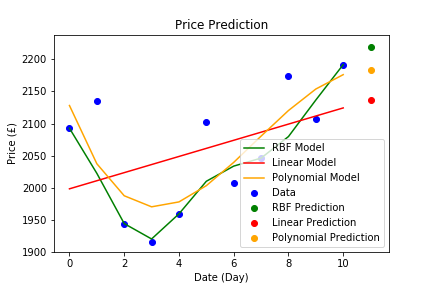 Price Prediction
Price (£)
2200
2150
2100
2050
2000
1950
1900
0
2
4
6
8
10
Date (Day)
RBF Model
Linear Model
Polynomial Model
Data
RBF Prediction
Linear Prediction
Polynomial Prediction